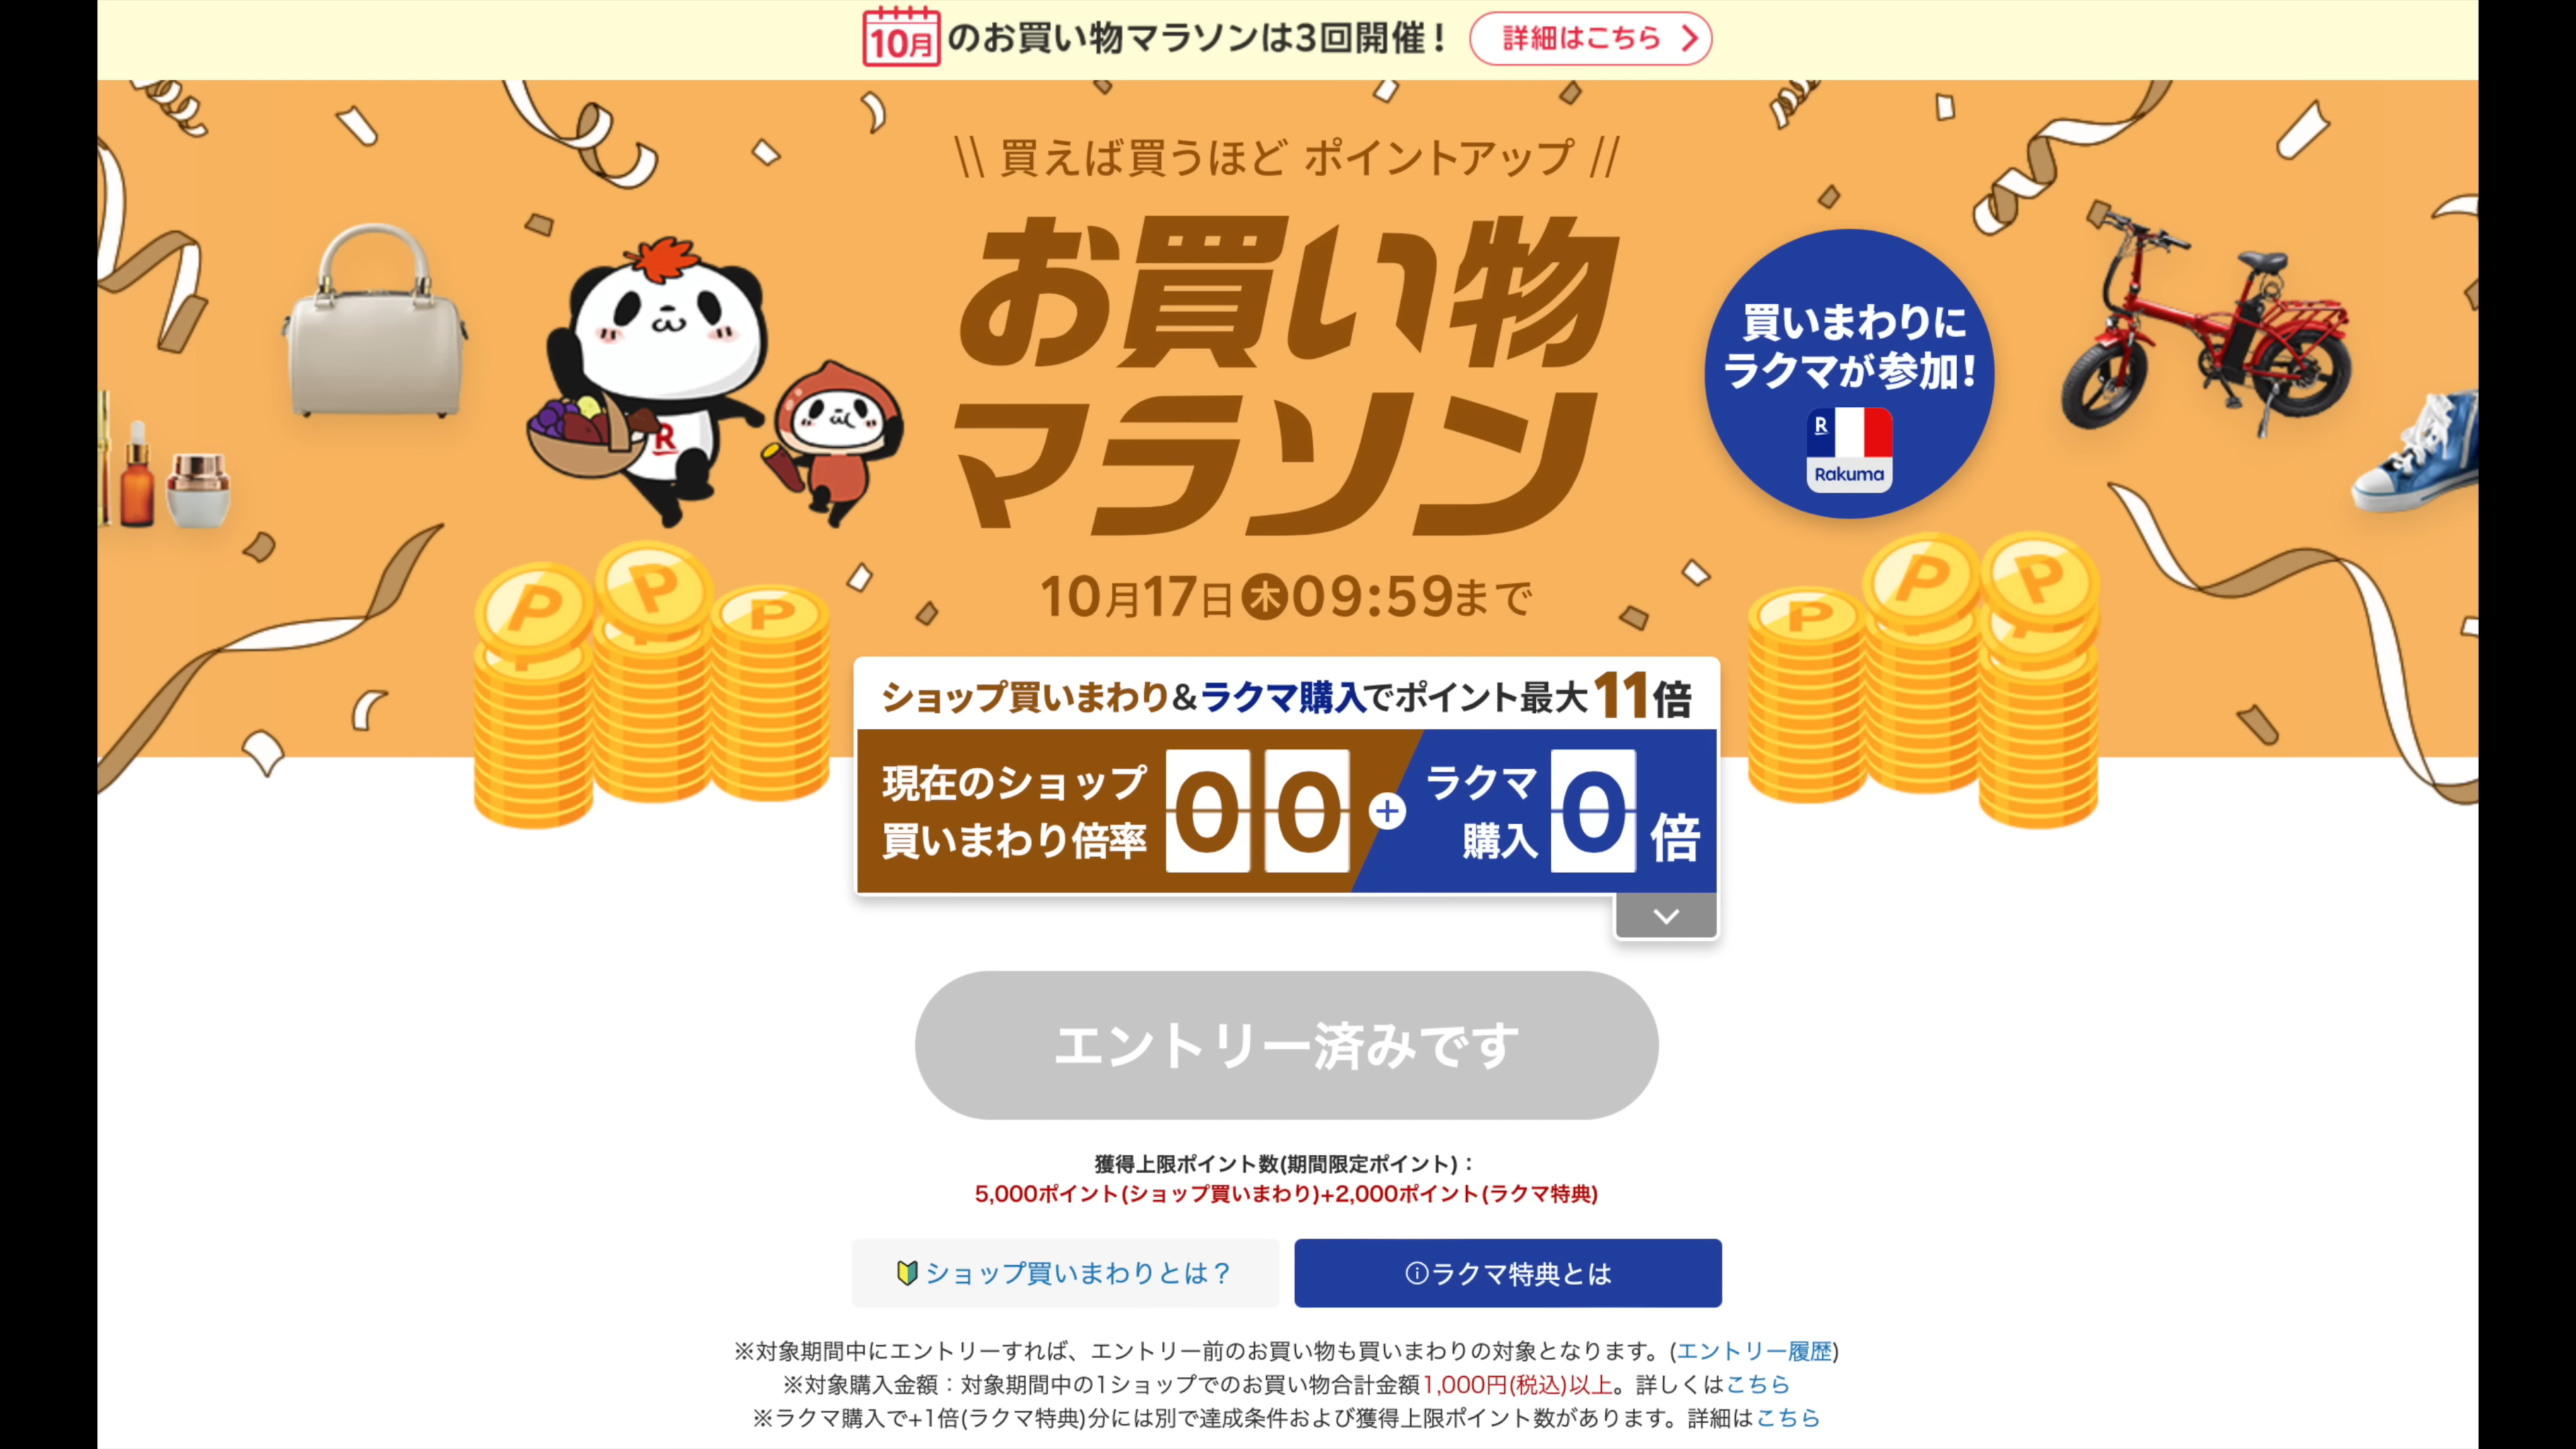 10月のお買い物マラソンは3回開催! 詳細はこちら
\\ 買えば買うほど ポイントアップ //
お買い物
マラソン
買いまわりに
ラクマが参加!
R
Rakuma
R
10月17日木09:59まで
P P P P P P
ショップ買いまわり&ラクマ購入でポイント最大11倍
現在のショップ
買いまわり倍率
0 0 + ラクマ
購入
0 倍
エントリー済みです
獲得上限ポイント数(期間限定ポイント):
5,000ポイント(ショップ買いまわり)+2,000ポイント(ラクマ特典)
ショップ買いまわりとは?
ⓘラクマ特典とは
※対象期間中にエントリーすれば、エントリー前のお買い物も買いまわりの対象となります。(エントリー履歴)
※対象購入金額:対象期間中の1ショップでのお買い物合計金額1,000円(税込)以上。詳しくはこちら
※ラクマ購入で+1倍(ラクマ特典)分には別で達成条件および獲得上限ポイント数があります。詳細はこちら